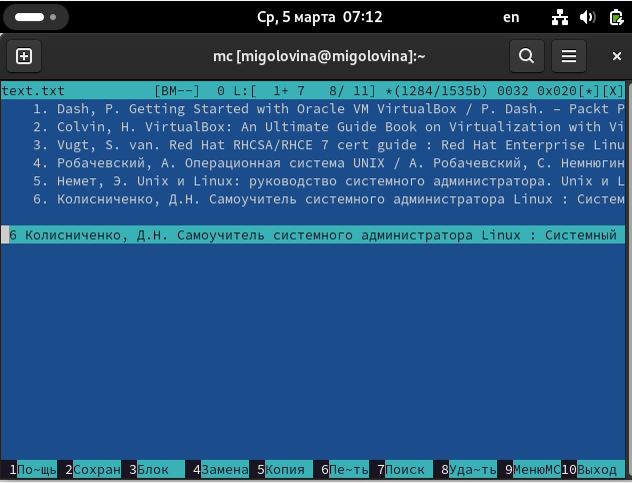 Ср, 5 марта 07:12
en
mc [migolovina@migolovina]:~
text.txt [BM--] 0 L:[ 1+ 7 8/ 11] *(1284/1535b) 0032 0x020[*][X]
1. Dash, P. Getting Started with Oracle VM VirtualBox / P. Dash. – Packt P
2. Colvin, H. VirtualBox: An Ultimate Guide Book on Virtualization with Vi
3. Vugt, S. van. Red Hat RHCSA/RHCE 7 cert guide : Red Hat Enterprise Linu
4. Робачевский, А. Операционная система UNIX / А. Робачевский, С. Немнюгин
5. Немет, Э. Unix и Linux: руководство системного администратора. Unix и L
6. Колисниченко, Д.Н. Самоучитель системного администратора Linux : Систем
6 Колисниченко, Д.Н. Самоучитель системного администратора Linux : Системный
1По~щь 2Сохран 3Блок 4Замена 5Копия 6Пе~ть 7Поиск 8Уда~ть 9МенюMC 10Выход